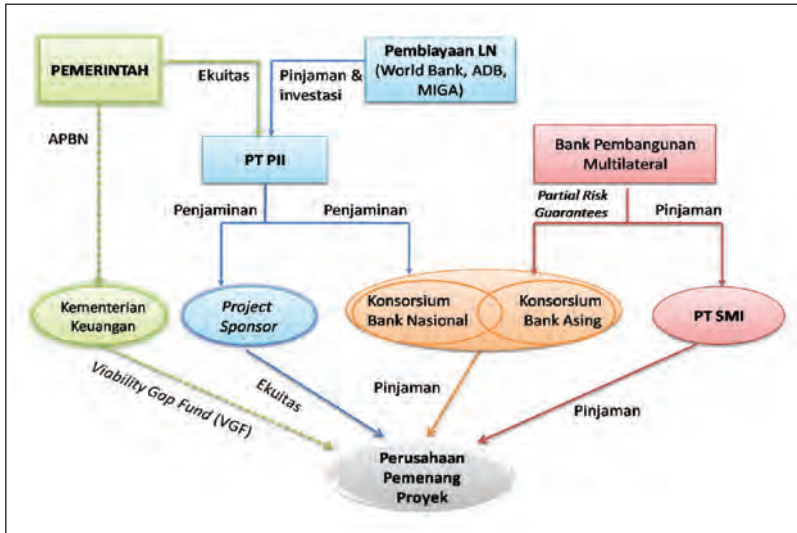 PEMERINTAH
Ekuitas
Pinjaman &
investasi
Pembiayaan LN
(World Bank, ADB,
MIGA)
APBN
PT PII
Bank Pembangunan
Multilateral
Penjaminan
Penjaminan
Partial Risk
Guarantees
Pinjaman
Kementerian
Keuangan
Project
Sponsor
Konsorsium
Bank Nasional
Konsorsium
Bank Asing
PT SMI
Viability Gap Fund (VGF)
Ekuitas
Pinjaman
Pinjaman
Perusahaan
Pemenang
Proyek